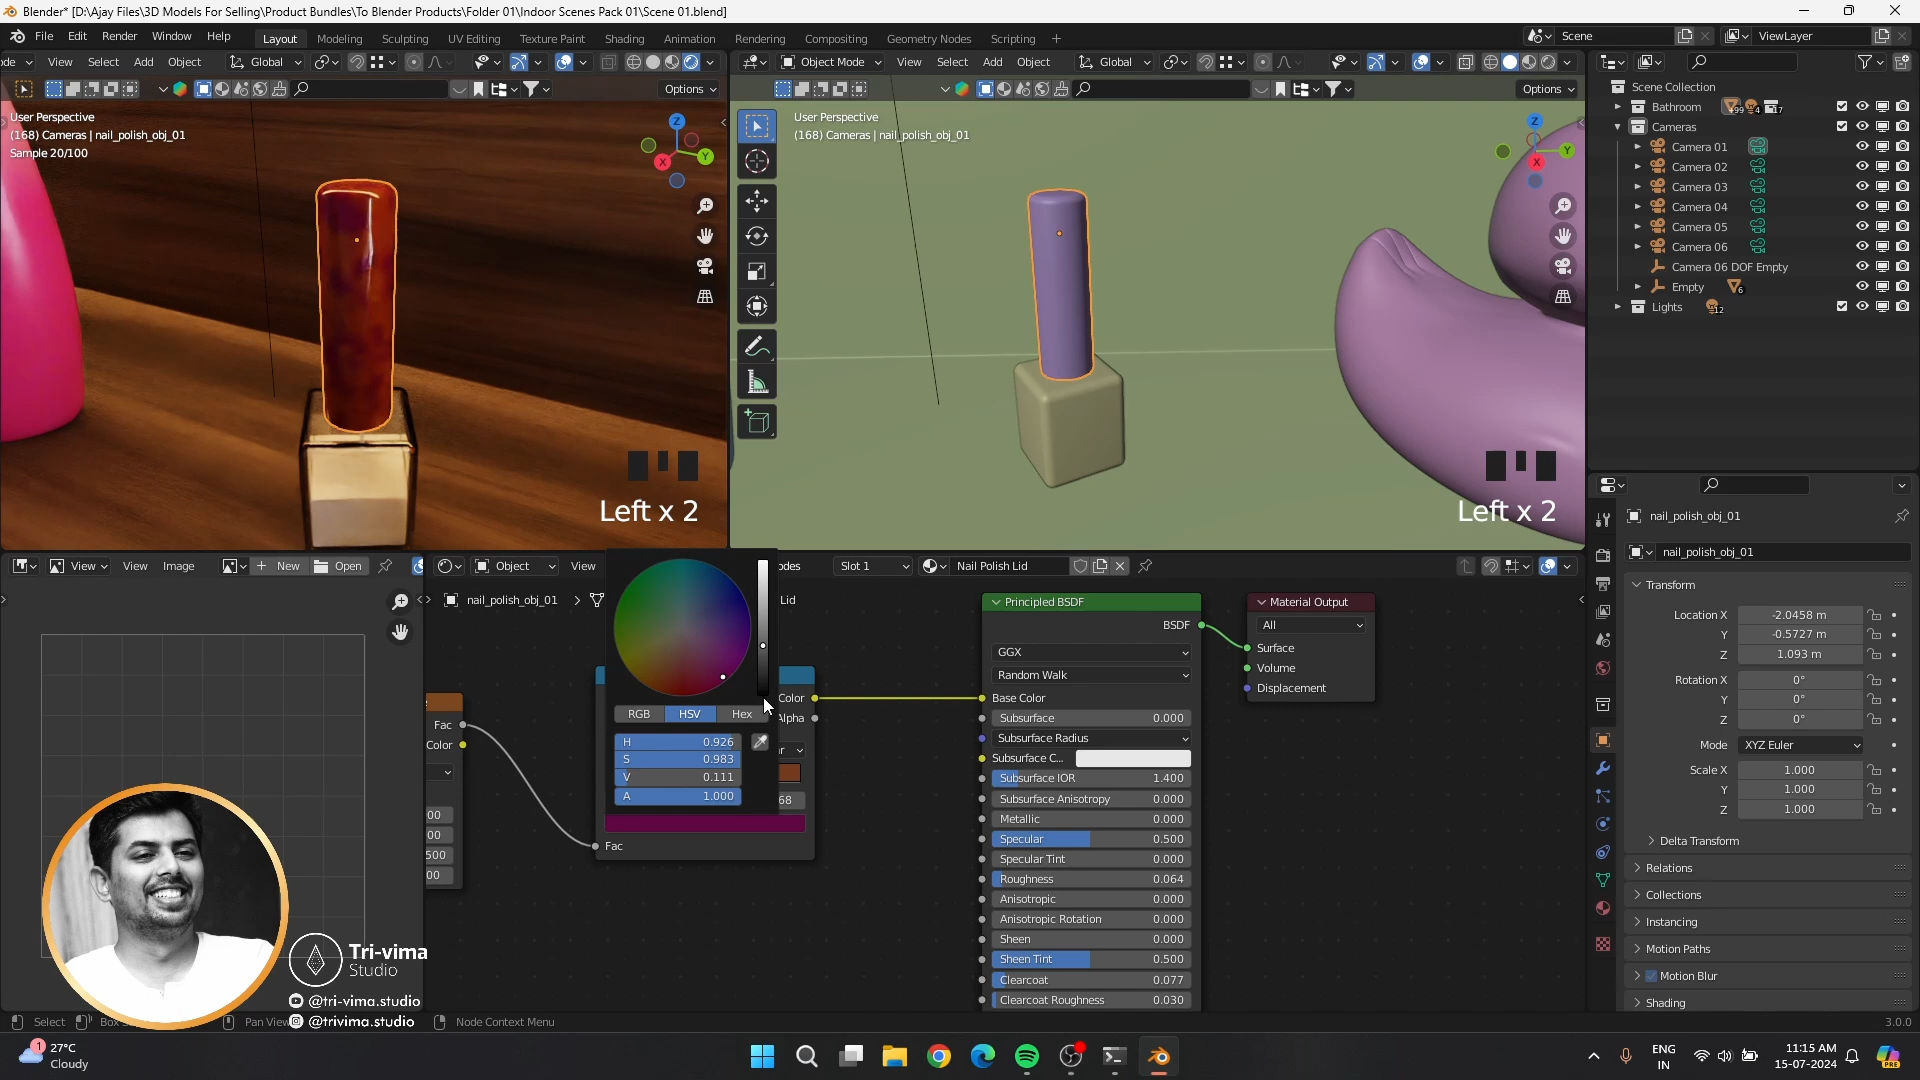 Blender* [D:\Ajay Files\3D Models For Selling\Product Bundles\To Blender Products\Folder 01\Indoor Scenes Pack 01\Scene 01.blend]
File Edit Render Window Help
Layout Modeling Sculpting UV Editing Texture Paint Shading Animation Rendering Compositing Geometry Nodes Scripting +
Scene ViewLayer
View Select Add Object Global
Object Mode View Select Add Object Global
Options
Options
User Perspective
(168) Cameras | nail_polish_obj_01
Sample 20/100
Z
Y
X
Left x 2
User Perspective
(168) Cameras | nail_polish_obj_01
Z
Y
X
Left x 2
Scene Collection
Bathroom
Cameras
Camera 01
Camera 02
Camera 03
Camera 04
Camera 05
Camera 06
Camera 06 DOF Empty
Empty 6
Lights 12
nail_polish_obj_01
nail_polish_obj_01
Transform
Location X -2.0458 m
Y -0.5727 m
Z 1.093 m
Rotation X 0°
Y 0°
Z 0°
Mode XYZ Euler
Scale X 1.000
Y 1.000
Z 1.000
Delta Transform
Relations
Collections
Instancing
Motion Paths
Motion Blur
Shading
View View Image + New Open
Object View odes Slot 1 Nail Polish Lid
nail_polish_obj_01 > Lid
RGB HSV Hex
H 0.926
S 0.983
V 0.111
A 1.000
Fac
Color
Color
Alpha
68
Fac
00
00
500
00
Principled BSDF
BSDF
GGX
Random Walk
Base Color
Subsurface 0.000
Subsurface Radius
Subsurface C...
Subsurface IOR 1.400
Subsurface Anisotropy 0.000
Metallic 0.000
Specular 0.500
Specular Tint 0.000
Roughness 0.064
Anisotropic 0.000
Anisotropic Rotation 0.000
Sheen 0.000
Sheen Tint 0.500
Clearcoat 0.077
Clearcoat Roughness 0.030
Material Output
All
Surface
Volume
Displacement
Tri-vima
Studio
@tri-vima.studio
@trivima.studio
Select Pan View Node Context Menu 3.0.0
1
27°C
Cloudy
ENG
IN
11:15 AM
15-07-2024
PRE